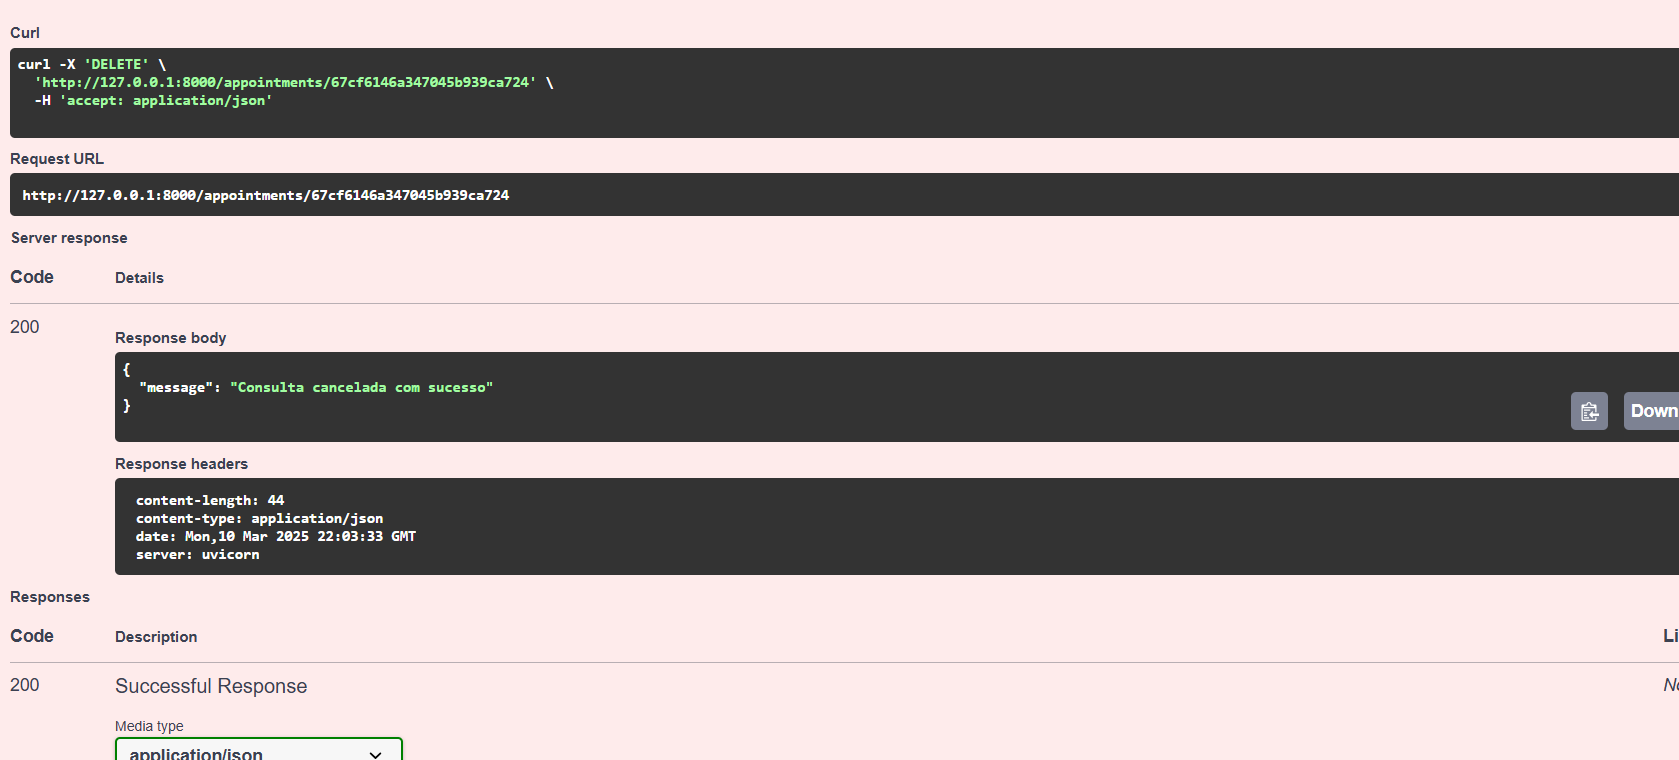 Curl
curl -X 'DELETE' \
'http://127.0.0.1:8000/appointments/67cf6146a347045b939ca724' \
-H 'accept: application/json'
Request URL
http://127.0.0.1:8000/appointments/67cf6146a347045b939ca724
Server response
Code Details
200
Response body
{
"message": "Consulta cancelada com sucesso"
}
Down
Response headers
content-length: 44
content-type: application/json
date: Mon,10 Mar 2025 22:03:33 GMT
server: uvicorn
Responses
Code Description Li
200 Successful Response No
Media type
application/json